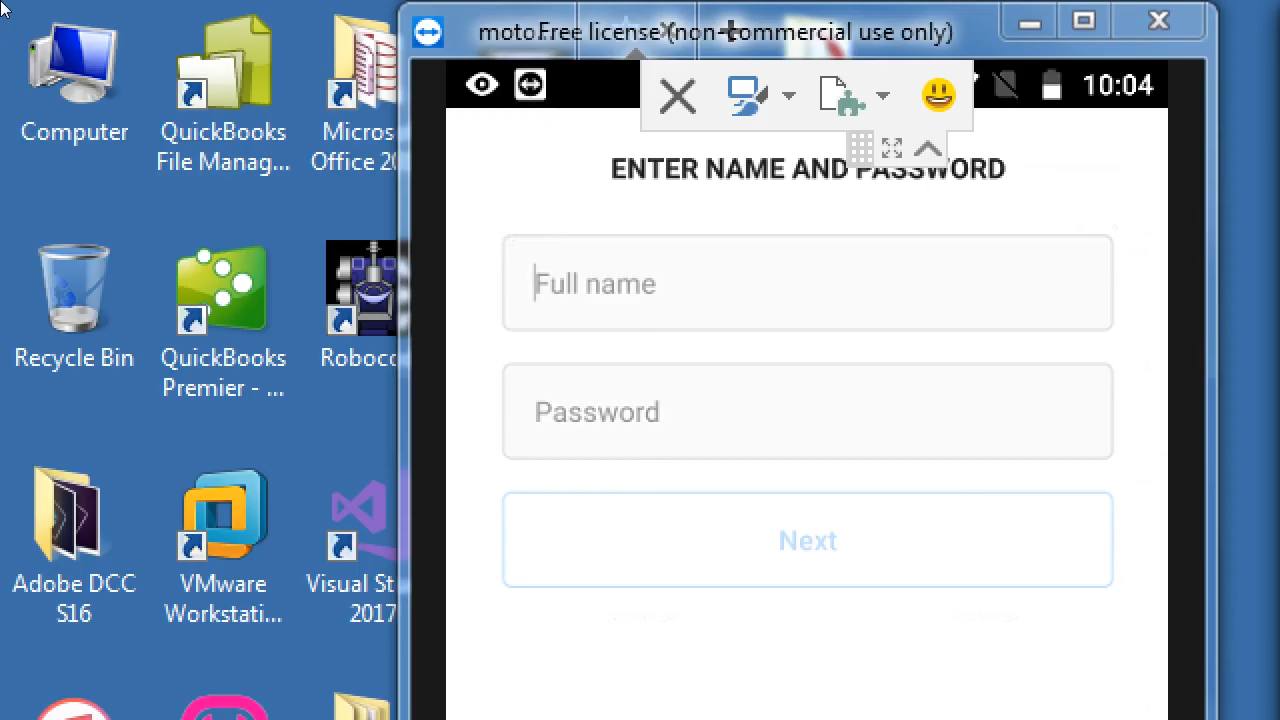 moto
Free license (non-commercial use only)
10:04
ENTER NAME AND PASSWORD
Full name
Password
Next
Computer
QuickBooks
File Manag...
Micros
Office 20
Recycle Bin
QuickBooks
Premier - ...
Roboco
Adobe DCC
S16
VMware
Workstati...
Visual St
2017